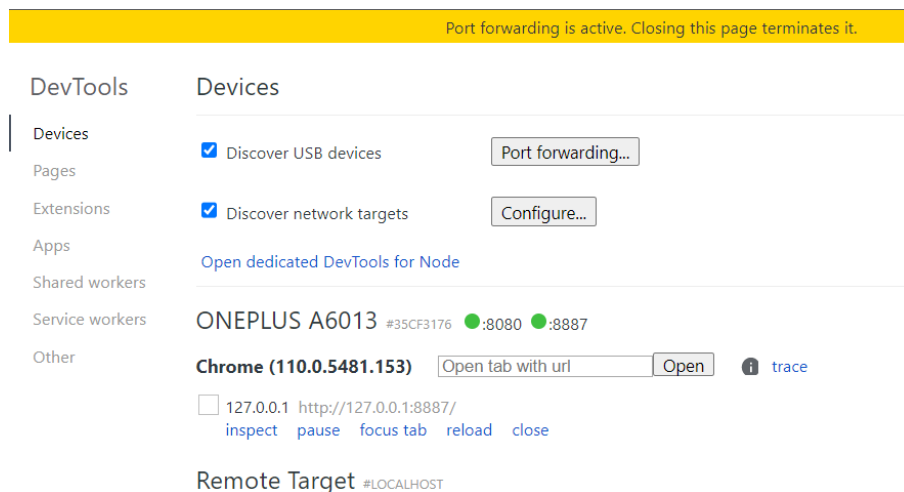 Port forwarding is active. Closing this page terminates it.
DevTools
Devices
Pages
Extensions
Apps
Shared workers
Service workers
Other
Devices
Discover USB devices Port forwarding...
Discover network targets Configure...
Open dedicated DevTools for Node
ONEPLUS A6013 #35CF3176 :8080 :8887
Chrome (110.0.5481.153) Open tab with url Open trace
127.0.0.1 http://127.0.0.1:8887/
inspect pause focus tab reload close
Remote Target #LOCALHOST